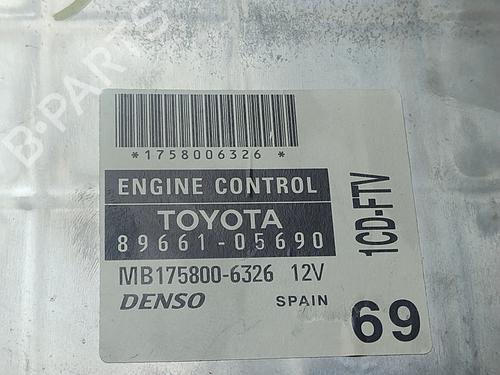 B-PARTS
*1758006326*
ENGINE CONTROL
TOYOTA
89661-05690
MB175800-6326 12V
DENSO SPAIN
1CD-FTV
69